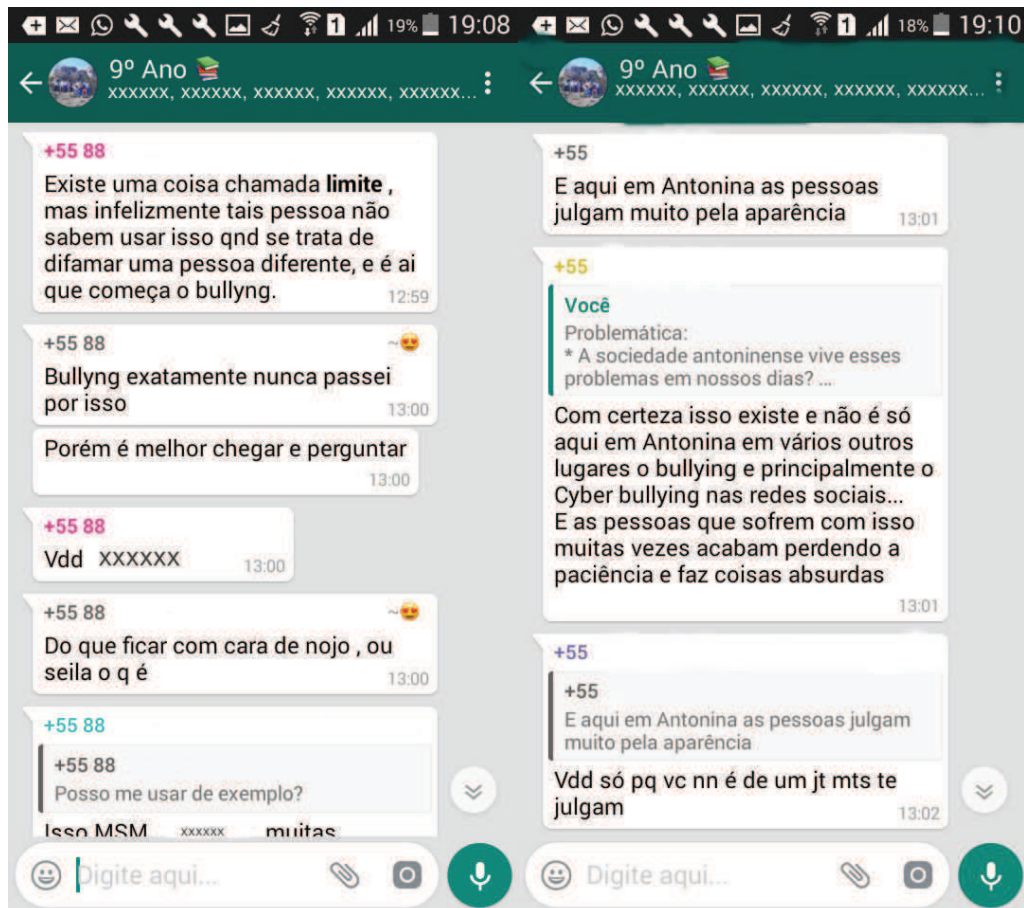 19% 19:08
9º Ano
xxxxxx, xxxxxx, xxxxxx, xxxxxx, xxxxxx...
+55 88
Existe uma coisa chamada limite ,
mas infelizmente tais pessoa não
sabem usar isso qnd se trata de
difamar uma pessoa diferente, e é ai
que começa o bullyng.
12:59
+55 88 ~😍
Bullyng exatamente nunca passei
por isso
13:00
Porém é melhor chegar e perguntar
13:00
+55 88
Vdd xxxxxx
13:00
+55 88 ~😍
Do que ficar com cara de nojo , ou
seila o q é
13:00
+55 88
+55 88
Posso me usar de exemplo?
Isso MSM xxxxxx muitas
Digite aqui...
1 18% 19:10
9º Ano
xxxxxx, xxxxxx, xxxxxx, xxxxxx, xxxxxx...
+55
E aqui em Antonina as pessoas
julgam muito pela aparência
13:01
+55
Você
Problemática:
* A sociedade antoninense vive esses
problemas em nossos dias? ...
Com certeza isso existe e não é só
aqui em Antonina em vários outros
lugares o bullying e principalmente o
Cyber bullying nas redes sociais...
E as pessoas que sofrem com isso
muitas vezes acabam perdendo a
paciência e faz coisas absurdas
13:01
+55
+55
E aqui em Antonina as pessoas julgam
muito pela aparência
Vdd só pq vc nn é de um jt mts te
julgam
13:02
Digite aqui...